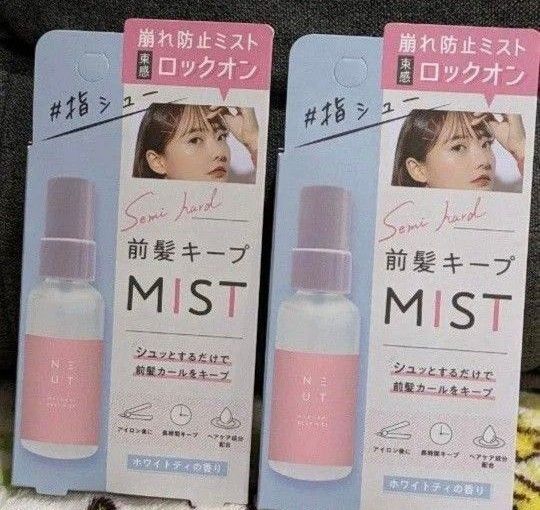 崩れ防止ミスト
束感
ロックオン
#指シュー
Semi hard
前髪キープ
MIST
シュッとするだけで
前髪カールをキープ
アイロン後に
長時間キープ
ヘアケア成分
配合
ホワイトティの香り
NE
UT
崩れ防止ミスト
束感
ロックオン
#指シュー
Semi hard
前髪キープ
MIST
シュッとするだけで
前髪カールをキープ
アイロン後に
長時間キープ
ヘアケア成分
配合
ホワイトティの香り
NE
UT